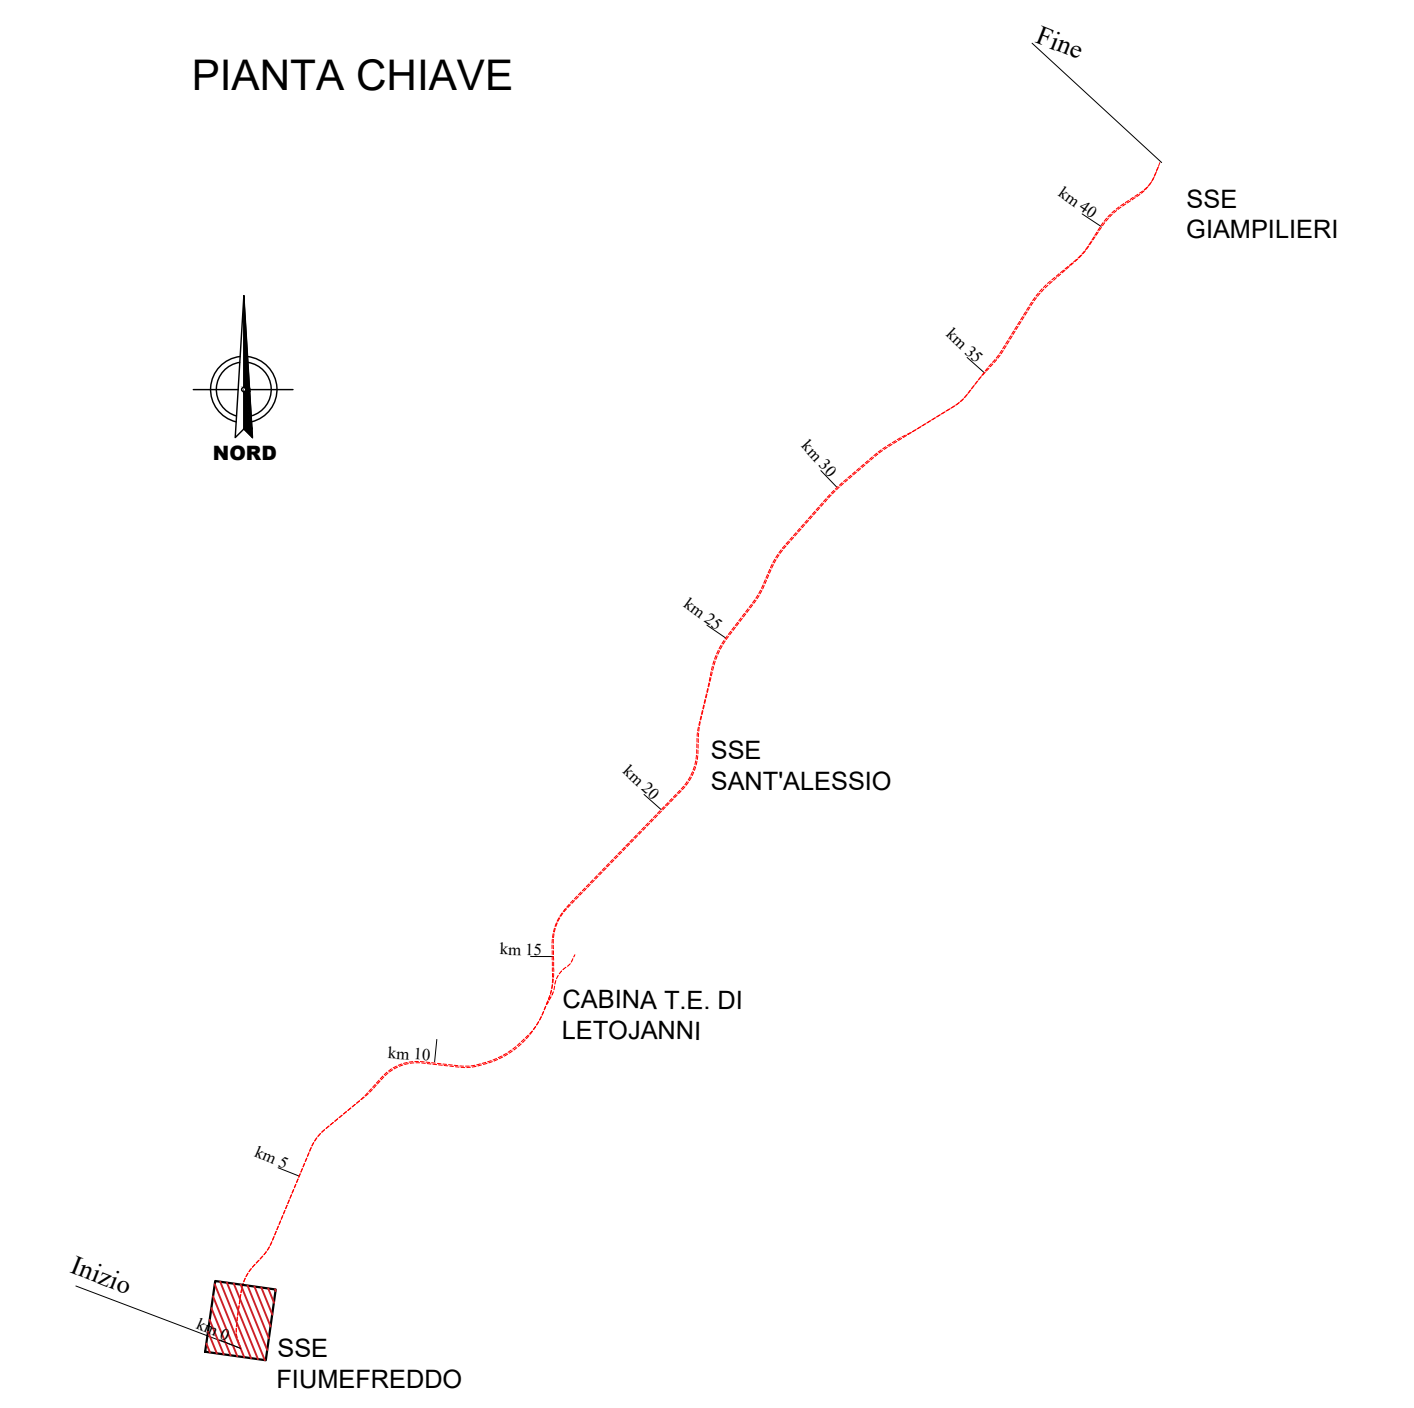 PIANTA CHIAVE
Fine
km 40
SSE
GIAMPILIERI
km 35
NORD
km 30
km 25
SSE
SANT'ALESSIO
km 20
km 15
CABINA T.E. DI
LETOJANNI
km 10
km 5
Inizio
km 0
SSE
FIUMEFREDDO